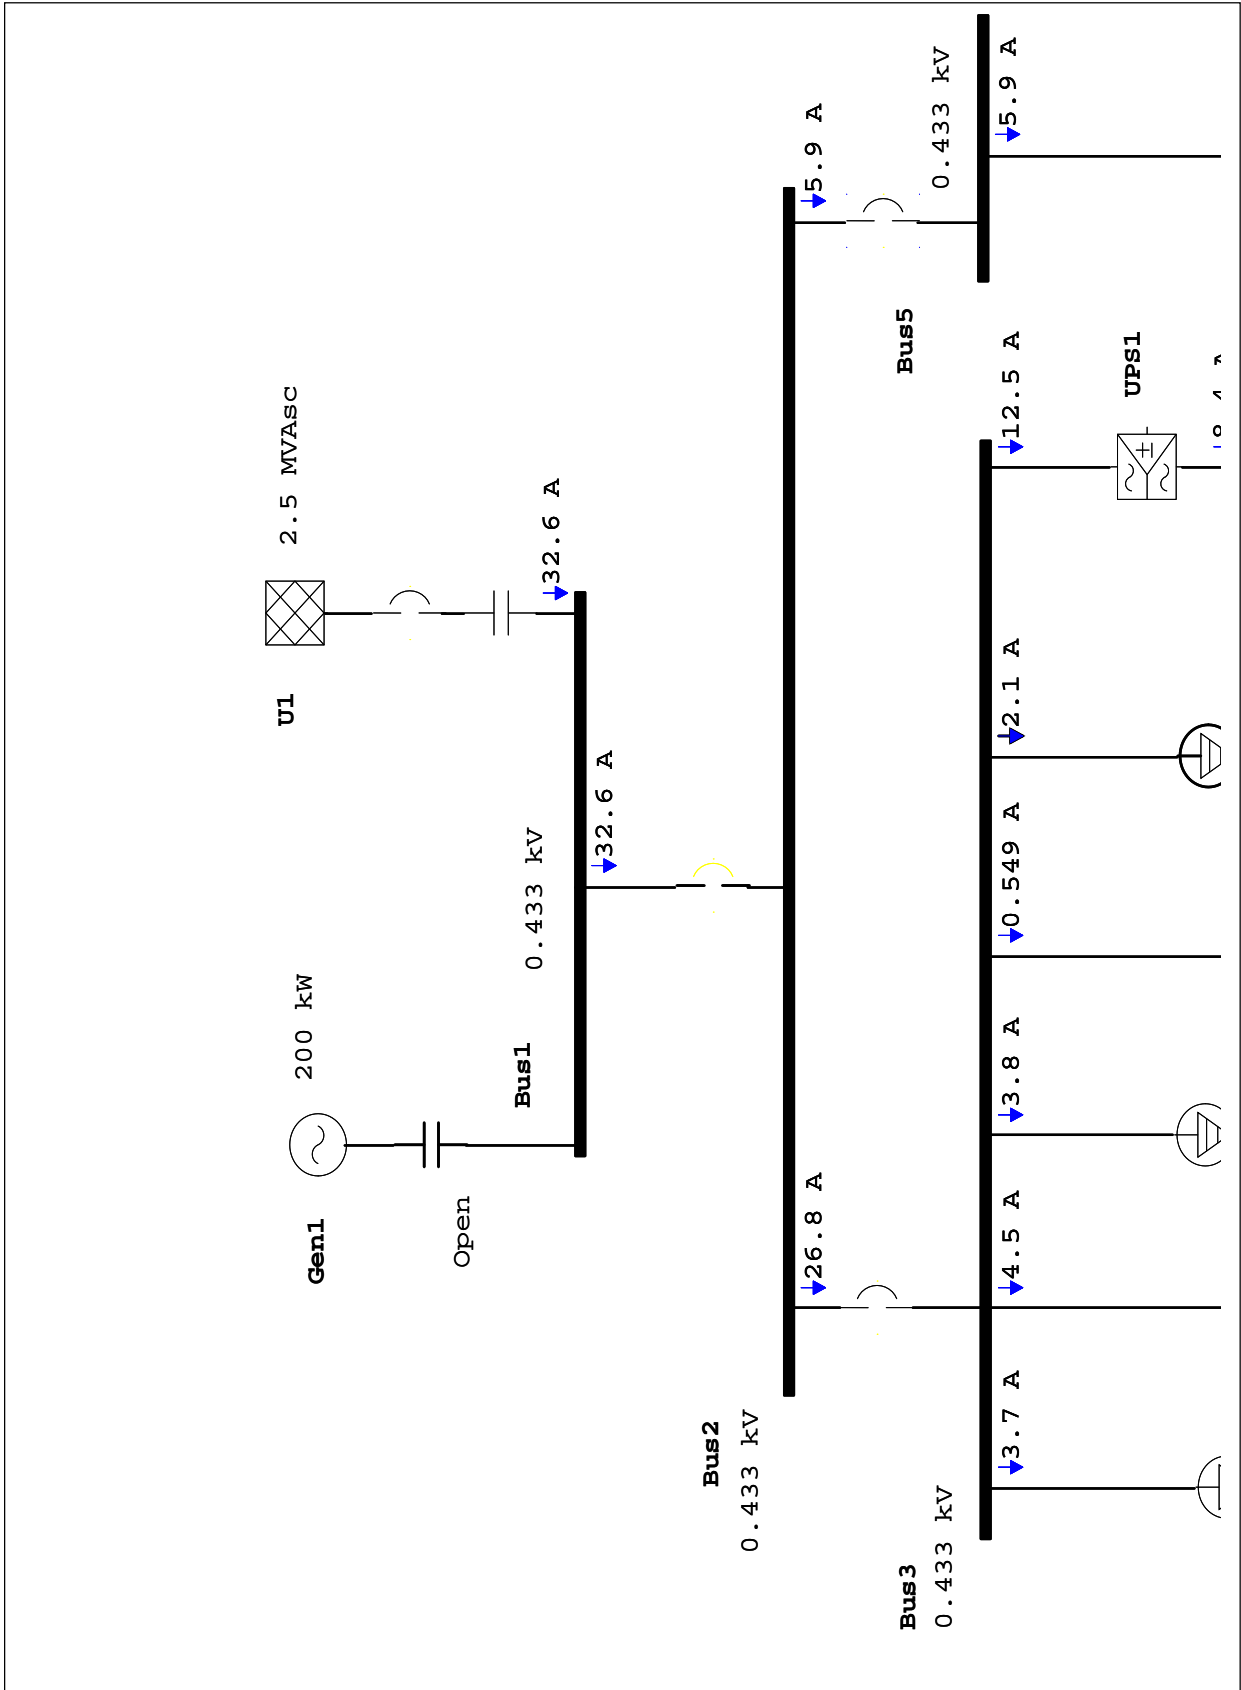 Gen1
200 kW
U1
2.5 MVAsc
Open
Bus1
0.433 kV
32.6 A
32.6 A
Bus2
0.433 kV
26.8 A
5.9 A
Bus3
0.433 kV
Bus5
0.433 kV
3.7 A
4.5 A
3.8 A
0.549 A
2.1 A
12.5 A
5.9 A
UPS1